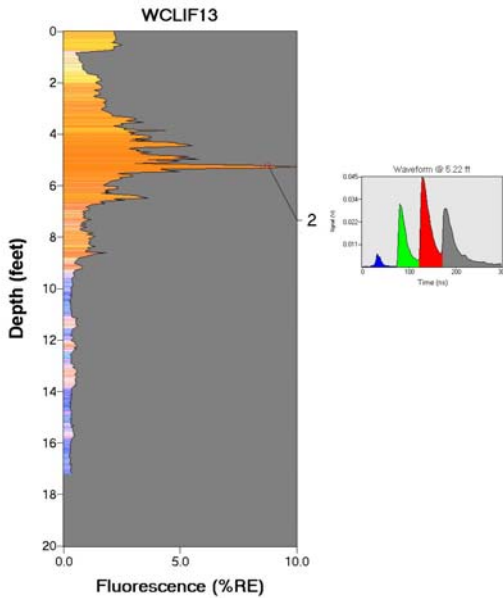 WCLIF13
0
2
4
6
8
10
12
14
16
18
20
Depth (feet)
0.0 5.0 10.0
Fluorescence (%RE)
2
Waveform @ 5.22 ft
0.045
0.034
0.022
0.011
Signal (V)
0 100 200 300
Time (ns)